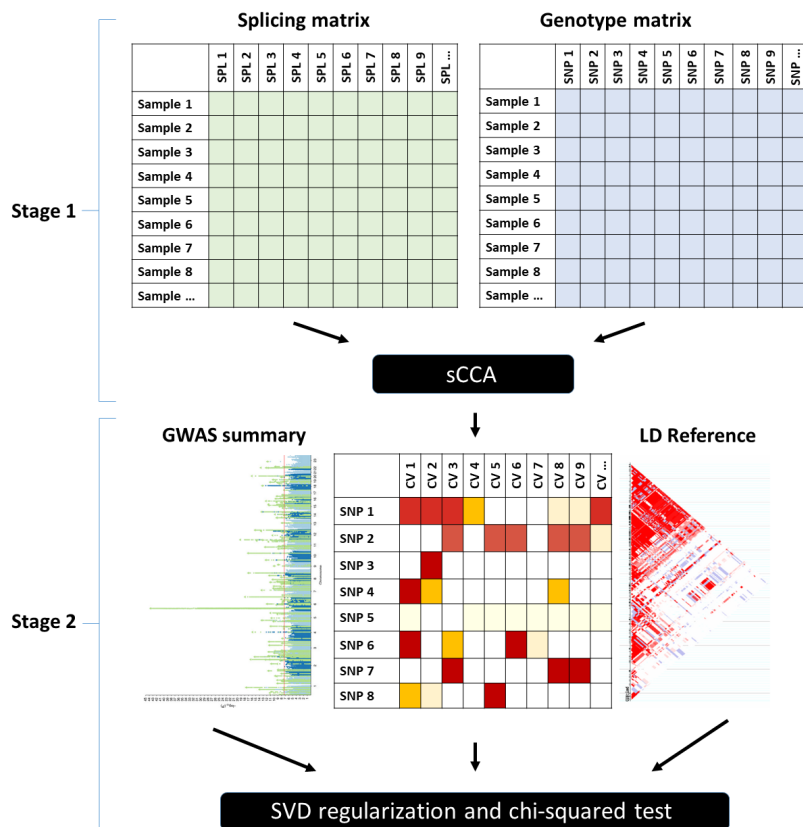 Splicing matrix
Genotype matrix
SPL 1 SPL 2 SPL 3 SPL 4 SPL 5 SPL 6 SPL 7 SPL 8 SPL 9 SPL ...
Sample 1
Sample 2
Sample 3
Sample 4
Sample 5
Sample 6
Sample 7
Sample 8
Sample ...
SNP 1 SNP 2 SNP 3 SNP 4 SNP 5 SNP 6 SNP 7 SNP 8 SNP 9 SNP ...
Sample 1
Sample 2
Sample 3
Sample 4
Sample 5
Sample 6
Sample 7
Sample 8
Sample ...
Stage 1
sCCA
GWAS summary
LD Reference
CV 1 CV 2 CV 3 CV 4 CV 5 CV 6 CV 7 CV 8 CV 9 CV ...
SNP 1
SNP 2
SNP 3
SNP 4
SNP 5
SNP 6
SNP 7
SNP 8
Stage 2
SVD regularization and chi-squared test